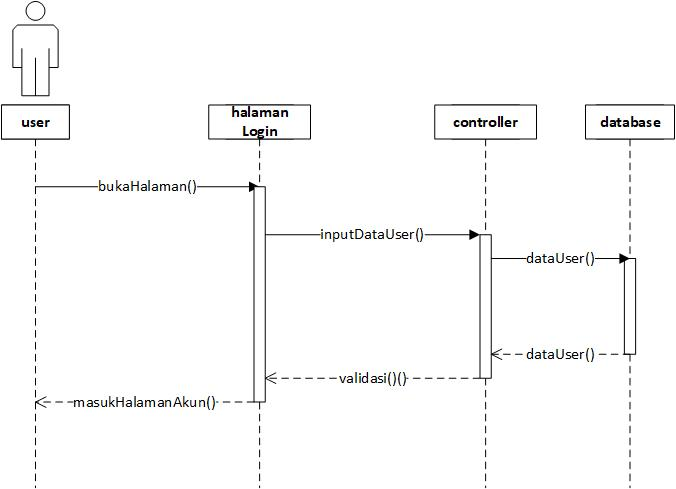 user
halaman
Login
controller
database
bukaHalaman()
inputDataUser()
dataUser()
dataUser()
validasi()()
masukHalamanAkun()